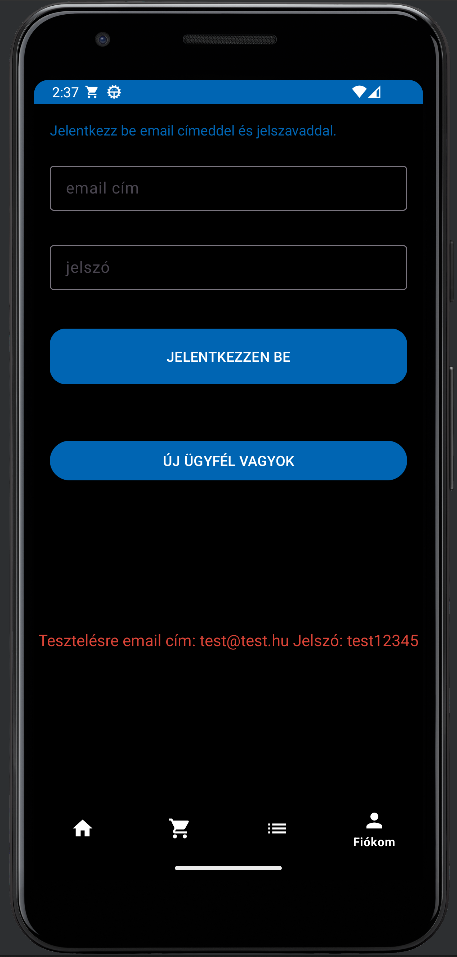 2:37
Jelentkezz be email címeddel és jelszavaddal.
email cím
jelszó
JELENTKEZZEN BE
ÚJ ÜGYFÉL VAGYOK
Tesztelésre email cím: test@test.hu Jelszó: test12345
Fiókom